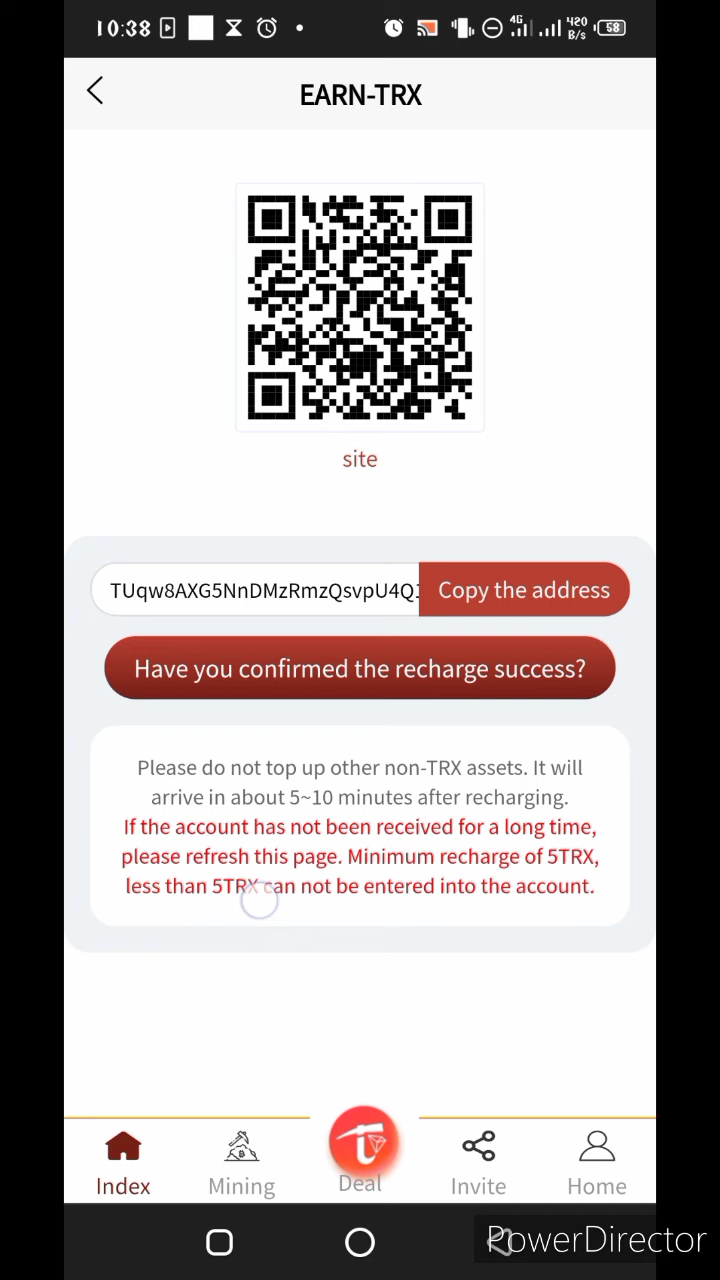 10:38
4G
420
B/s
58
EARN-TRX
site
TUqw8AXG5NnDMzRmzQsvpU4Q
Copy the address
Have you confirmed the recharge success?
Please do not top up other non-TRX assets. It will
arrive in about 5~10 minutes after recharging.
If the account has not been received for a long time,
please refresh this page. Minimum recharge of 5TRX,
less than 5TRX can not be entered into the account.
Index
Mining
Deal
Invite
Home
PowerDirector